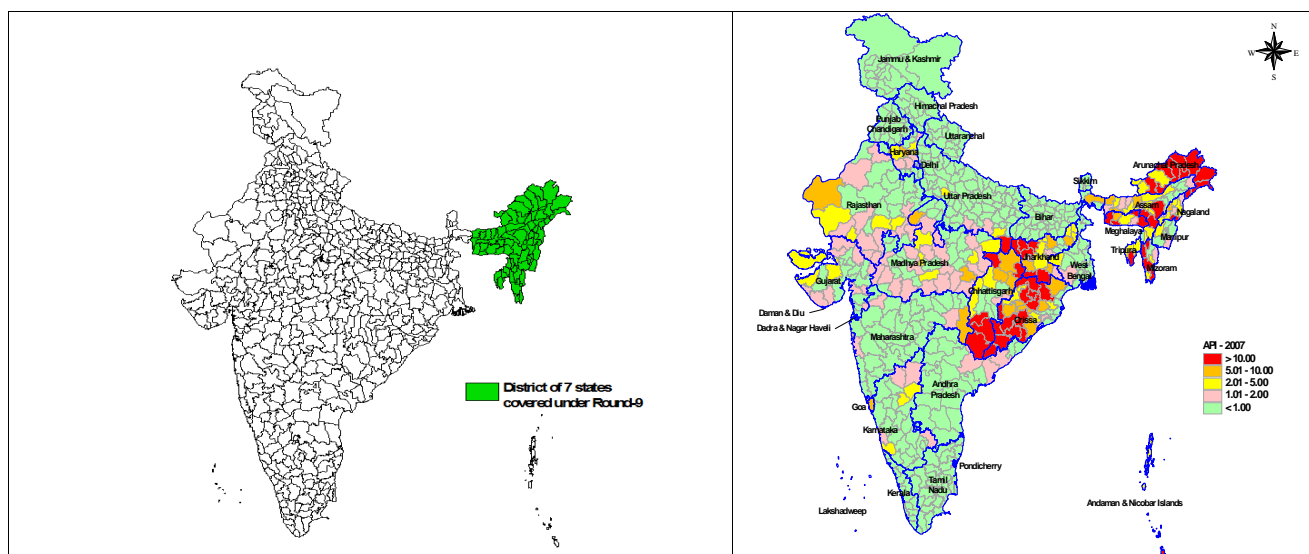 District of 7 states
covered under Round-9
N
W
E
S
Jammu & Kashmir
Himachal Pradesh
Punjab
Chandigarh
Uttaranchal
Haryana
Delhi
Arunachal Pradesh
Sikkim
Uttar Pradesh
Rajasthan
Assam
Nagaland
Bihar
Meghalaya
Manipur
Tripura
Mizoram
Jharkhand
West
Bengal
Madhya Pradesh
Gujarat
Chhattisgarh
Daman & Diu
Dadra & Nagar Haveli
Orissa
Maharashtra
API - 2007
> 10.00
5.01 - 10.00
2.01 - 5.00
1.01 - 2.00
< 1.00
Andhra
Pradesh
Goa
Karnataka
Pondicherry
Tamil
Nadu
Kerala
Lakshadweep
Andaman & Nicobar Islands